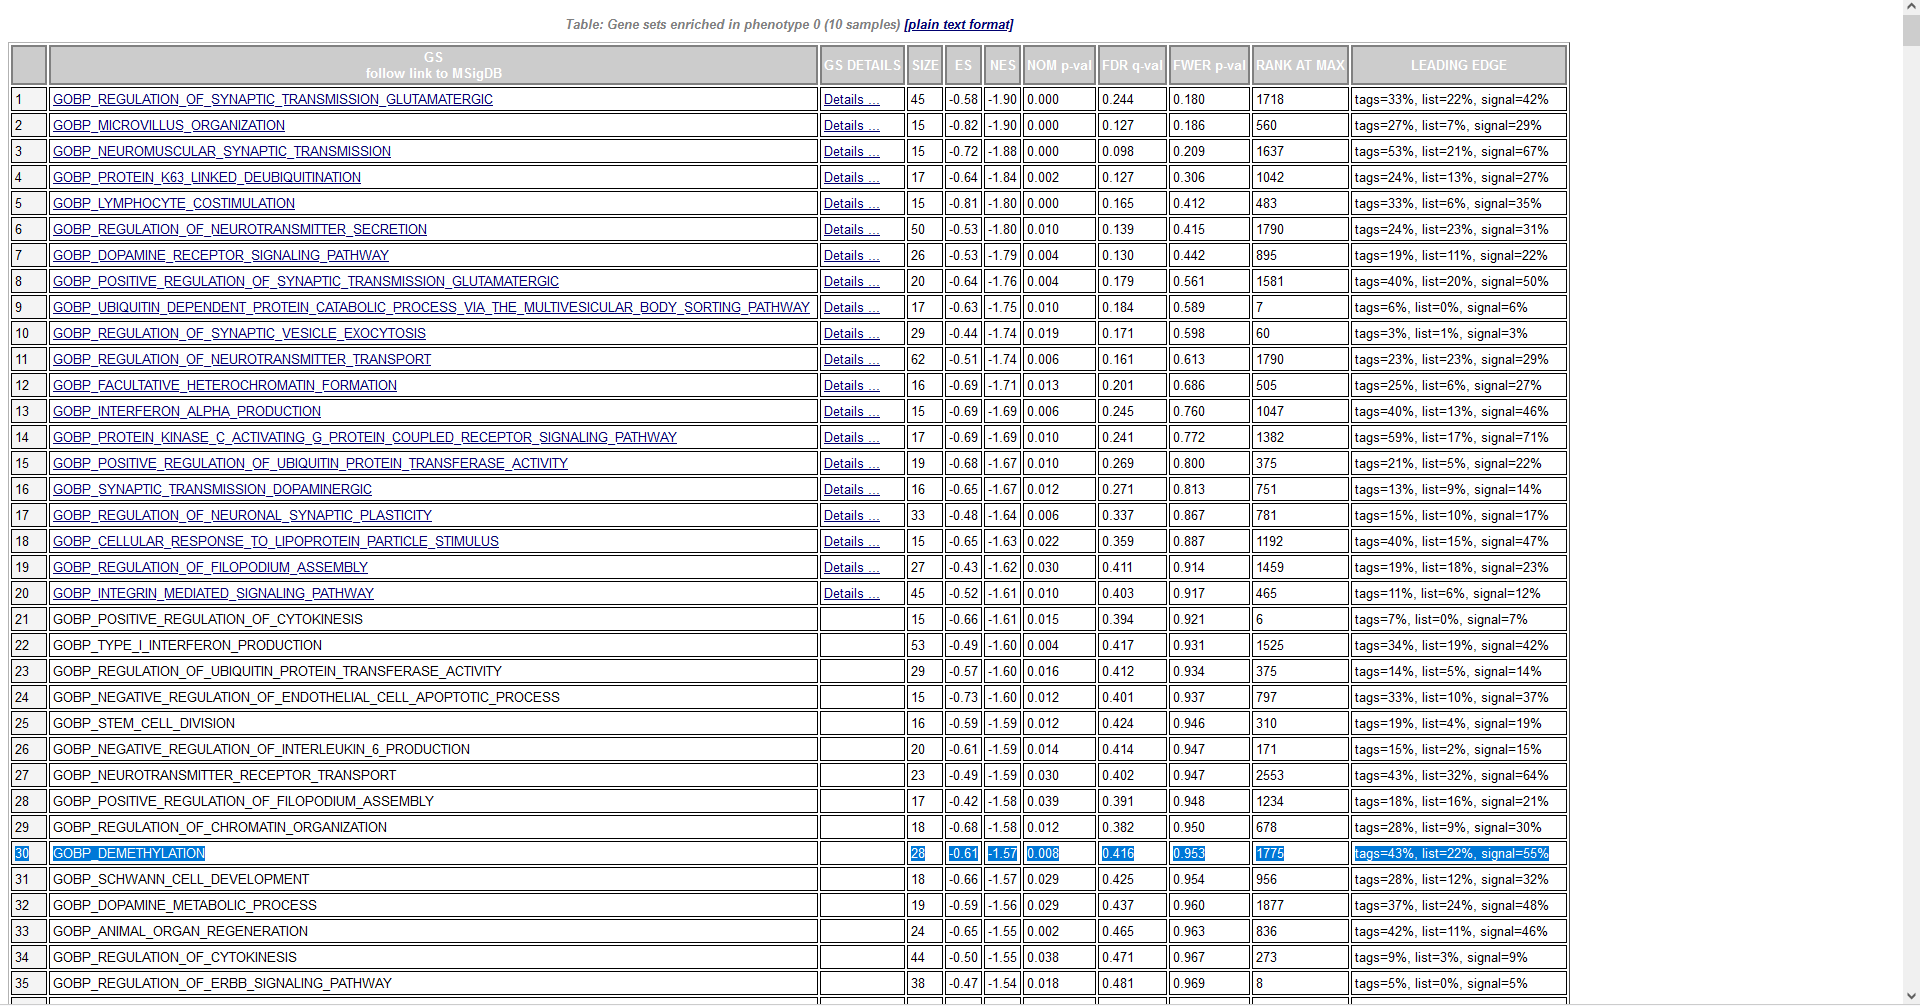 Table: Gene sets enriched in phenotype 0 (10 samples) [plain text format]
GS
follow link to MSigDB GS DETAILS SIZE ES NES NOM p-val FDR q-val FWER p-val RANK AT MAX LEADING EDGE
1 GOBP_REGULATION_OF_SYNAPTIC_TRANSMISSION_GLUTAMATERGIC Details ... 45 -0.58 -1.90 0.000 0.244 0.180 1718 tags=33%, list=22%, signal=42%
2 GOBP_MICROVILLUS_ORGANIZATION Details ... 15 -0.82 -1.90 0.000 0.127 0.186 560 tags=27%, list=7%, signal=29%
3 GOBP_NEUROMUSCULAR_SYNAPTIC_TRANSMISSION Details ... 15 -0.72 -1.88 0.000 0.098 0.209 1637 tags=53%, list=21%, signal=67%
4 GOBP_PROTEIN_K63_LINKED_DEUBIQUITINATION Details ... 17 -0.64 -1.84 0.002 0.127 0.306 1042 tags=24%, list=13%, signal=27%
5 GOBP_LYMPHOCYTE_COSTIMULATION Details ... 15 -0.81 -1.80 0.000 0.165 0.412 483 tags=33%, list=6%, signal=35%
6 GOBP_REGULATION_OF_NEUROTRANSMITTER_SECRETION Details ... 50 -0.53 -1.80 0.010 0.139 0.415 1790 tags=24%, list=23%, signal=31%
7 GOBP_DOPAMINE_RECEPTOR_SIGNALING_PATHWAY Details ... 26 -0.53 -1.79 0.004 0.130 0.442 895 tags=19%, list=11%, signal=22%
8 GOBP_POSITIVE_REGULATION_OF_SYNAPTIC_TRANSMISSION_GLUTAMATERGIC Details ... 20 -0.64 -1.76 0.004 0.179 0.561 1581 tags=40%, list=20%, signal=50%
9 GOBP_UBIQUITIN_DEPENDENT_PROTEIN_CATABOLIC_PROCESS_VIA_THE_MULTIVESICULAR_BODY_SORTING_PATHWAY Details ... 17 -0.63 -1.75 0.010 0.184 0.589 7 tags=6%, list=0%, signal=6%
10 GOBP_REGULATION_OF_SYNAPTIC_VESICLE_EXOCYTOSIS Details ... 29 -0.44 -1.74 0.019 0.171 0.598 60 tags=3%, list=1%, signal=3%
11 GOBP_REGULATION_OF_NEUROTRANSMITTER_TRANSPORT Details ... 62 -0.51 -1.74 0.006 0.161 0.613 1790 tags=23%, list=23%, signal=29%
12 GOBP_FACULTATIVE_HETEROCHROMATIN_FORMATION Details ... 16 -0.69 -1.71 0.013 0.201 0.686 505 tags=25%, list=6%, signal=27%
13 GOBP_INTERFERON_ALPHA_PRODUCTION Details ... 15 -0.69 -1.69 0.006 0.245 0.760 1047 tags=40%, list=13%, signal=46%
14 GOBP_PROTEIN_KINASE_C_ACTIVATING_G_PROTEIN_COUPLED_RECEPTOR_SIGNALING_PATHWAY Details ... 17 -0.69 -1.69 0.010 0.241 0.772 1382 tags=59%, list=17%, signal=71%
15 GOBP_POSITIVE_REGULATION_OF_UBIQUITIN_PROTEIN_TRANSFERASE_ACTIVITY Details ... 19 -0.68 -1.67 0.010 0.269 0.800 375 tags=21%, list=5%, signal=22%
16 GOBP_SYNAPTIC_TRANSMISSION_DOPAMINERGIC Details ... 16 -0.65 -1.67 0.012 0.271 0.813 751 tags=13%, list=9%, signal=14%
17 GOBP_REGULATION_OF_NEURONAL_SYNAPTIC_PLASTICITY Details ... 33 -0.48 -1.64 0.006 0.337 0.867 781 tags=15%, list=10%, signal=17%
18 GOBP_CELLULAR_RESPONSE_TO_LIPOPROTEIN_PARTICLE_STIMULUS Details ... 15 -0.65 -1.63 0.022 0.359 0.887 1192 tags=40%, list=15%, signal=47%
19 GOBP_REGULATION_OF_FILOPODIUM_ASSEMBLY Details ... 27 -0.43 -1.62 0.030 0.411 0.914 1459 tags=19%, list=18%, signal=23%
20 GOBP_INTEGRIN_MEDIATED_SIGNALING_PATHWAY Details ... 45 -0.52 -1.61 0.010 0.403 0.917 465 tags=11%, list=6%, signal=12%
21 GOBP_POSITIVE_REGULATION_OF_CYTOKINESIS 15 -0.66 -1.61 0.015 0.394 0.921 6 tags=7%, list=0%, signal=7%
22 GOBP_TYPE_I_INTERFERON_PRODUCTION 53 -0.49 -1.60 0.004 0.417 0.931 1525 tags=34%, list=19%, signal=42%
23 GOBP_REGULATION_OF_UBIQUITIN_PROTEIN_TRANSFERASE_ACTIVITY 29 -0.57 -1.60 0.016 0.412 0.934 375 tags=14%, list=5%, signal=14%
24 GOBP_NEGATIVE_REGULATION_OF_ENDOTHELIAL_CELL_APOPTOTIC_PROCESS 15 -0.73 -1.60 0.012 0.401 0.937 797 tags=33%, list=10%, signal=37%
25 GOBP_STEM_CELL_DIVISION 16 -0.59 -1.59 0.012 0.424 0.946 310 tags=19%, list=4%, signal=19%
26 GOBP_NEGATIVE_REGULATION_OF_INTERLEUKIN_6_PRODUCTION 20 -0.61 -1.59 0.014 0.414 0.947 171 tags=15%, list=2%, signal=15%
27 GOBP_NEUROTRANSMITTER_RECEPTOR_TRANSPORT 23 -0.49 -1.59 0.030 0.402 0.947 2553 tags=43%, list=32%, signal=64%
28 GOBP_POSITIVE_REGULATION_OF_FILOPODIUM_ASSEMBLY 17 -0.42 -1.58 0.039 0.391 0.948 1234 tags=18%, list=16%, signal=21%
29 GOBP_REGULATION_OF_CHROMATIN_ORGANIZATION 18 -0.68 -1.58 0.012 0.382 0.950 678 tags=28%, list=9%, signal=30%
30 GOBP_DEMETHYLATION 28 -0.61 -1.57 0.008 0.416 0.953 1775 tags=43%, list=22%, signal=55%
31 GOBP_SCHWANN_CELL_DEVELOPMENT 18 -0.66 -1.57 0.029 0.425 0.954 956 tags=28%, list=12%, signal=32%
32 GOBP_DOPAMINE_METABOLIC_PROCESS 19 -0.59 -1.56 0.029 0.437 0.960 1877 tags=37%, list=24%, signal=48%
33 GOBP_ANIMAL_ORGAN_REGENERATION 24 -0.65 -1.55 0.002 0.465 0.963 836 tags=42%, list=11%, signal=46%
34 GOBP_REGULATION_OF_CYTOKINESIS 44 -0.50 -1.55 0.038 0.471 0.967 273 tags=9%, list=3%, signal=9%
35 GOBP_REGULATION_OF_ERBB_SIGNALING_PATHWAY 38 -0.47 -1.54 0.018 0.481 0.969 8 tags=5%, list=0%, signal=5%